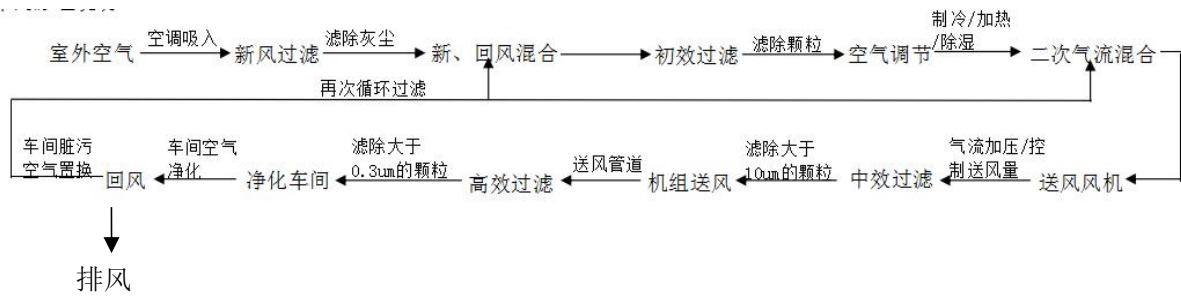 室外空气 空调吸入 新风过滤 滤除灰尘 新、回风混合 初效过滤 滤除颗粒 空气调节 制冷/加热
/除湿 二次气流混合
再次循环过滤
车间脏污
空气置换 回风 车间空气
净化 净化车间 滤除大于
0.3um的颗粒 高效过滤 送风管道 机组送风 滤除大于
10um的颗粒 中效过滤 气流加压/控
制送风量 送风风机
排风